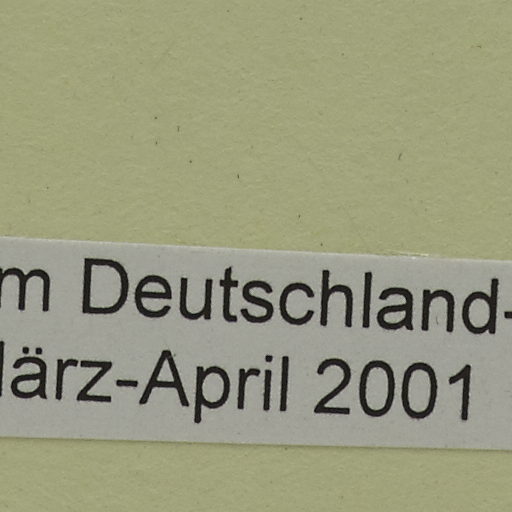 m Deutschland-
ärz-April 2001